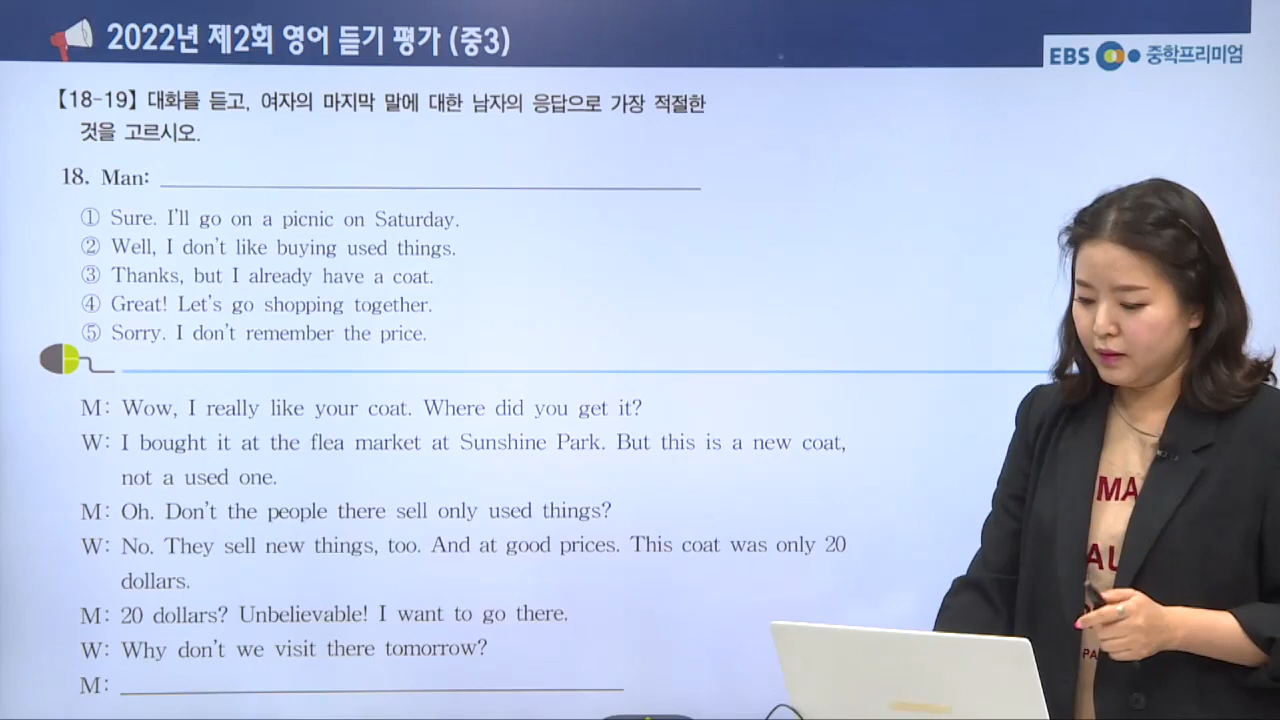 2022년 제2회 영어 듣기 평가 (중3)
EBS 중학프리미엄
【18-19】 대화를 듣고, 여자의 마지막 말에 대한 남자의 응답으로 가장 적절한
것을 고르시오.
18. Man:
① Sure. I'll go on a picnic on Saturday.
② Well, I don't like buying used things.
③ Thanks, but I already have a coat.
④ Great! Let's go shopping together.
⑤ Sorry. I don't remember the price.
M: Wow, I really like your coat. Where did you get it?
W: I bought it at the flea market at Sunshine Park. But this is a new coat,
not a used one.
M: Oh. Don't the people there sell only used things?
W: No. They sell new things, too. And at good prices. This coat was only 20
dollars.
M: 20 dollars? Unbelievable! I want to go there.
W: Why don't we visit there tomorrow?
M:
MA
AU
PA